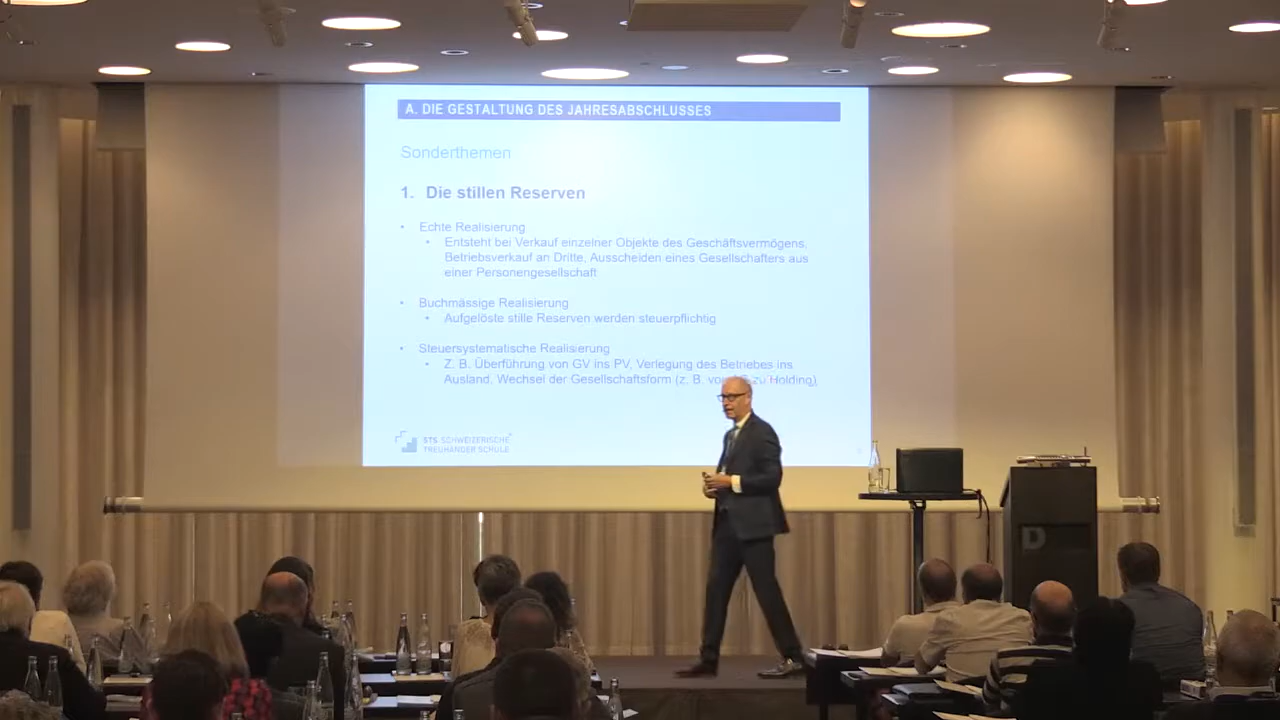 A. DIE GESTALTUNG DES JAHRESABSCHLUSSES
Sonderthemen
1. Die stillen Reserven
• Echte Realisierung
• Entsteht bei Verkauf einzelner Objekte des Geschäftsvermögens,
Betriebsverkauf an Dritte, Ausscheiden eines Gesellschafters aus
einer Personengesellschaft
• Buchmässige Realisierung
• Aufgelöste stille Reserven werden steuerpflichtig
• Steuersystematische Realisierung
• Z. B. Überführung von GV ins PV, Verlegung des Betriebes ins
Ausland, Wechsel der Gesellschaftsform (z. B. zu Holding)
STS SCHWEIZERISCHE
TREUHÄNDER SCHULE
D